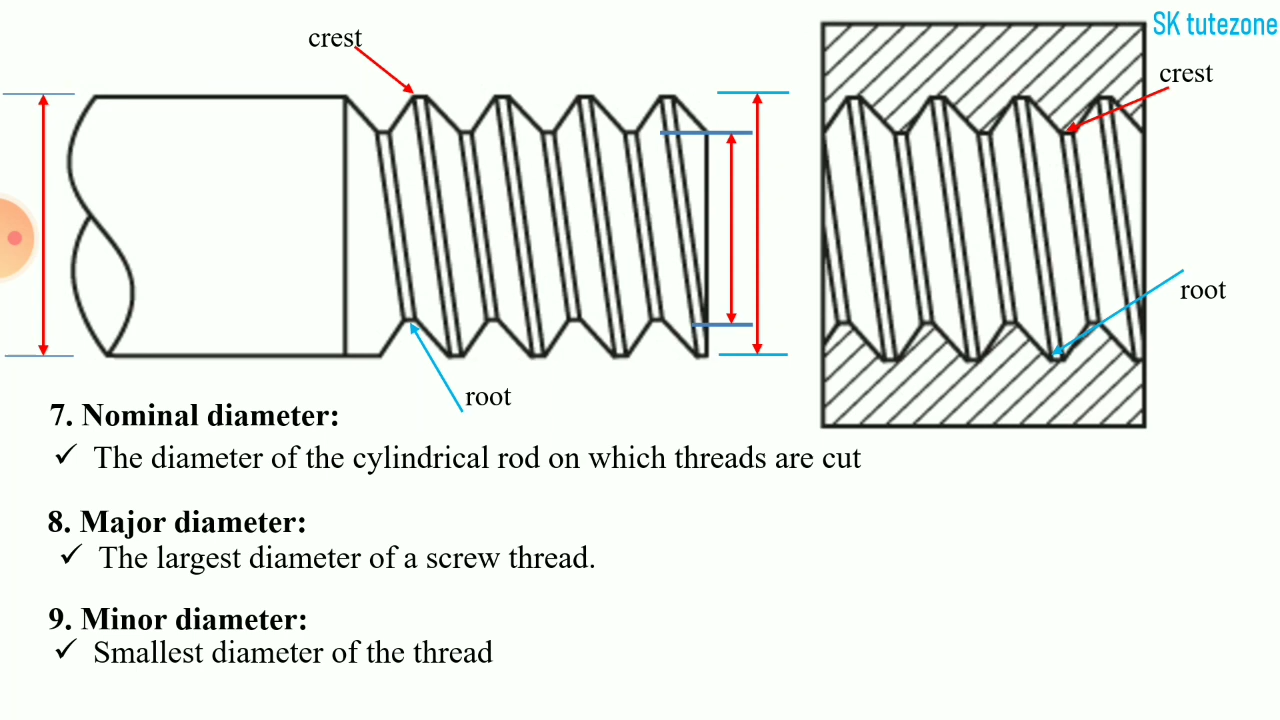 SK tutezone
crest
crest
root
root
7. Nominal diameter:
✓ The diameter of the cylindrical rod on which threads are cut
8. Major diameter:
✓ The largest diameter of a screw thread.
9. Minor diameter:
✓ Smallest diameter of the thread